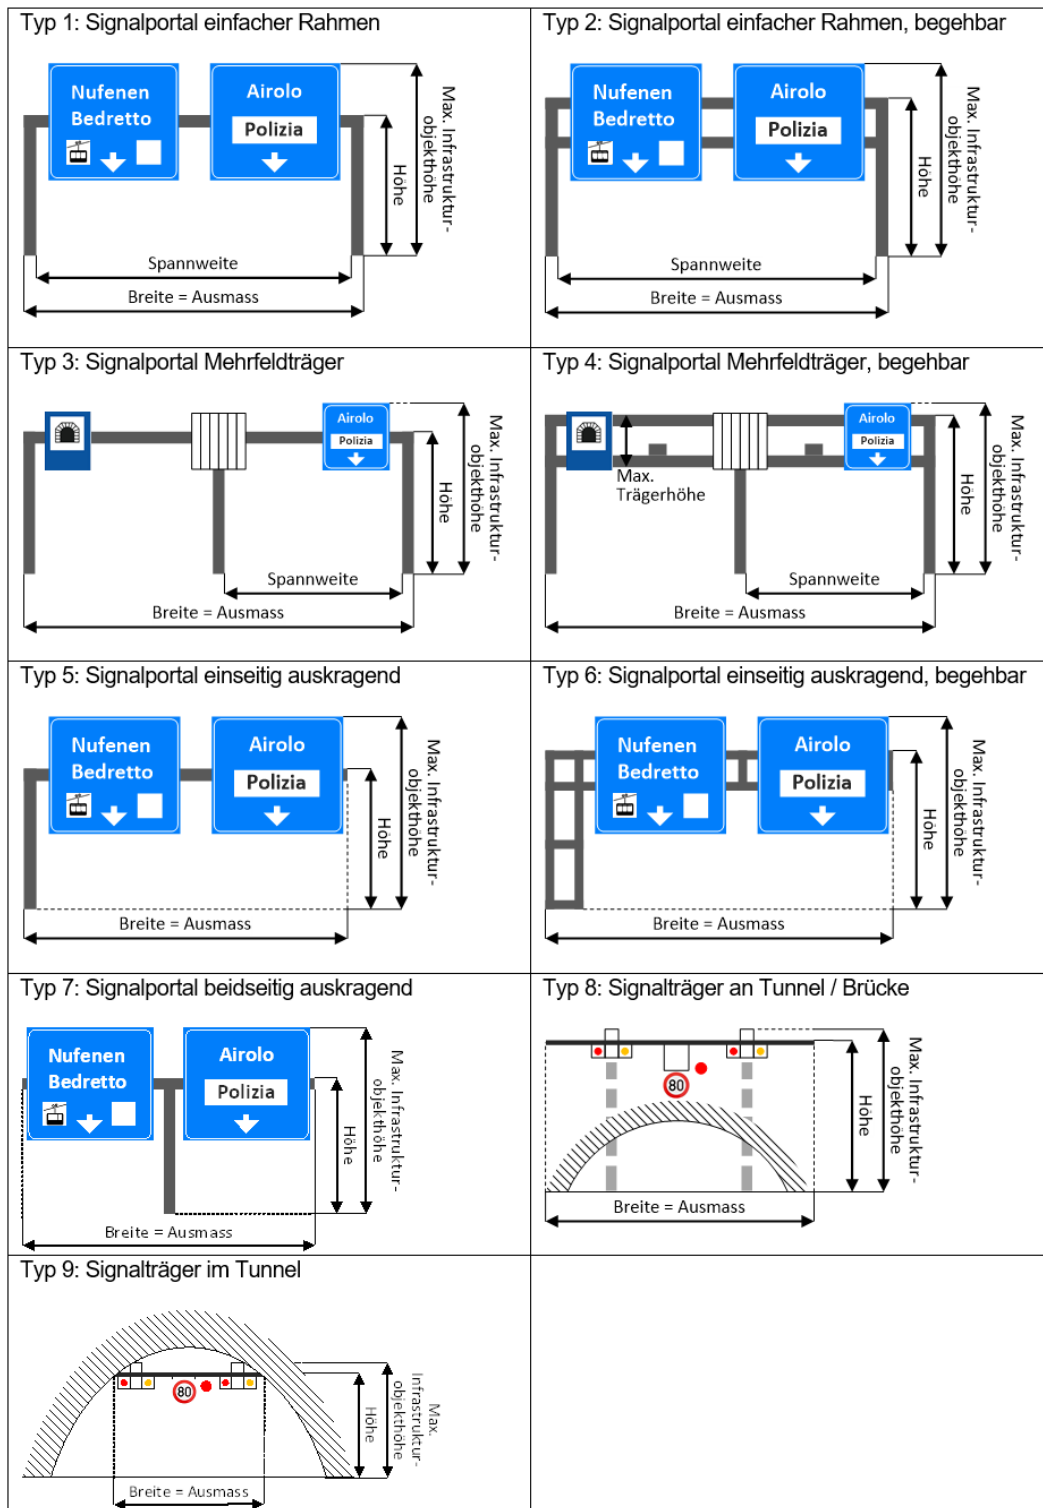 Typ 1: Signalportal einfacher Rahmen
Nufenen
Bedretto
Airolo
Polizia
Höhe
Max. Infrastruktur-
objekthöhe
Spannweite
Breite = Ausmass
Typ 2: Signalportal einfacher Rahmen, begehbar
Nufenen
Bedretto
Airolo
Polizia
Höhe
Max. Infrastruktur-
objekthöhe
Spannweite
Breite = Ausmass
Typ 3: Signalportal Mehrfeldträger
Airolo
Polizia
Höhe
Max. Infrastruktur-
objekthöhe
Spannweite
Breite = Ausmass
Typ 4: Signalportal Mehrfeldträger, begehbar
Airolo
Polizia
Max.
Trägerhöhe
Höhe
Max. Infrastruktur-
objekthöhe
Spannweite
Breite = Ausmass
Typ 5: Signalportal einseitig auskragend
Nufenen
Bedretto
Airolo
Polizia
Höhe
Max. Infrastruktur-
objekthöhe
Breite = Ausmass
Typ 6: Signalportal einseitig auskragend, begehbar
Nufenen
Bedretto
Airolo
Polizia
Höhe
Max. Infrastruktur-
objekthöhe
Breite = Ausmass
Typ 7: Signalportal beidseitig auskragend
Nufenen
Bedretto
Airolo
Polizia
Höhe
Max. Infrastruktur-
objekthöhe
Breite = Ausmass
Typ 8: Signalträger an Tunnel / Brücke
80
Höhe
Max. Infrastruktur-
objekthöhe
Breite = Ausmass
Typ 9: Signalträger im Tunnel
80
Höhe
Max.
Infrastruktur-
objekthöhe
Breite = Ausmass